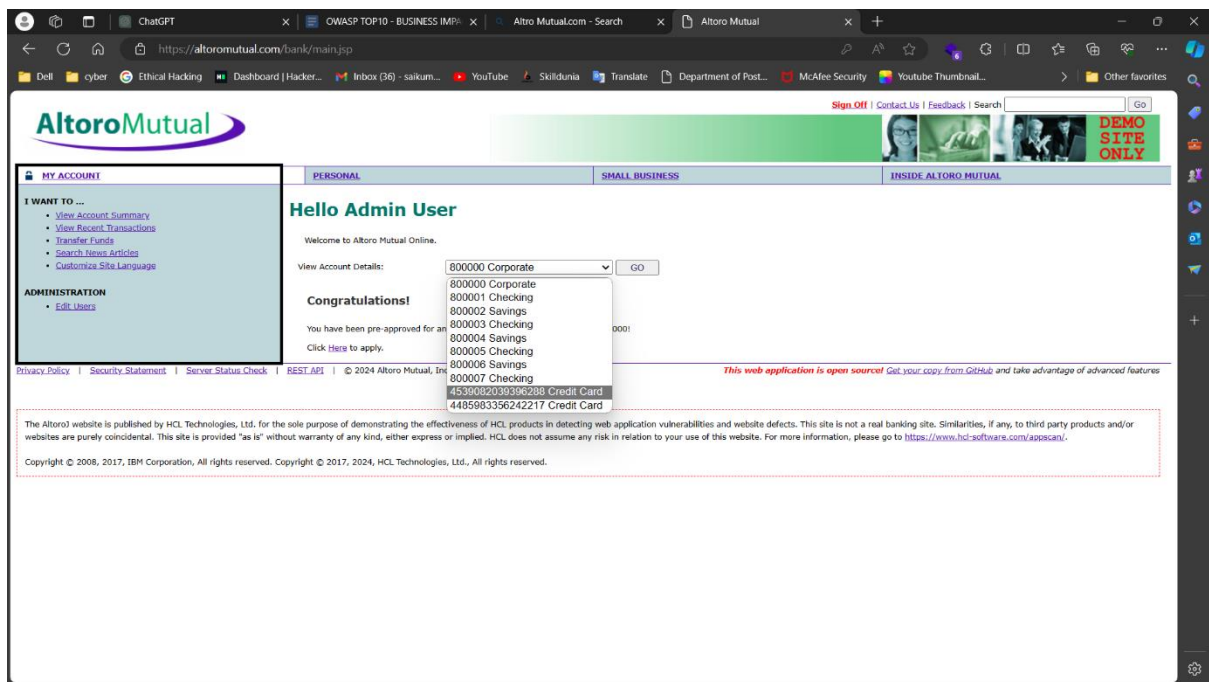 ChatGPT
OWASP TOP10 - BUSINESS IMPA
Altro Mutual.com - Search
Altoro Mutual
https://altoromutual.com/bank/main.jsp
6
Dell
cyber
Ethical Hacking
Dashboard | Hacker...
Inbox (36) - saikum...
YouTube
Skilldunia
Translate
Department of Post...
McAfee Security
Youtube Thumbnail...
Other favorites
Sign Off | Contact Us | Feedback | Search
Go
AltoroMutual
DEMO
SITE
ONLY
MY ACCOUNT
PERSONAL
SMALL BUSINESS
INSIDE ALTORO MUTUAL
I WANT TO ...
• View Account Summary
• View Recent Transactions
• Transfer Funds
• Search News Articles
• Customize Site Language
ADMINISTRATION
• Edit Users
Hello Admin User
Welcome to Altoro Mutual Online.
View Account Details:
800000 Corporate
GO
800000 Corporate
800001 Checking
800002 Savings
800003 Checking
800004 Savings
800005 Checking
800006 Savings
800007 Checking
4539082039396288 Credit Card
4485983356242217 Credit Card
Congratulations!
You have been pre-approved for an
000!
Click Here to apply.
Privacy Policy | Security Statement | Server Status Check | REST API | © 2024 Altoro Mutual, Inc
This web application is open source! Get your copy from GitHub and take advantage of advanced features
The AltoroJ website is published by HCL Technologies, Ltd. for the sole purpose of demonstrating the effectiveness of HCL products in detecting web application vulnerabilities and website defects. This site is not a real banking site. Similarities, if any, to third party products and/or
websites are purely coincidental. This site is provided "as is" without warranty of any kind, either express or implied. HCL does not assume any risk in relation to your use of this website. For more information, please go to https://www.hcl-software.com/appscan/.
Copyright © 2008, 2017, IBM Corporation, All rights reserved. Copyright © 2017, 2024, HCL Technologies, Ltd., All rights reserved.